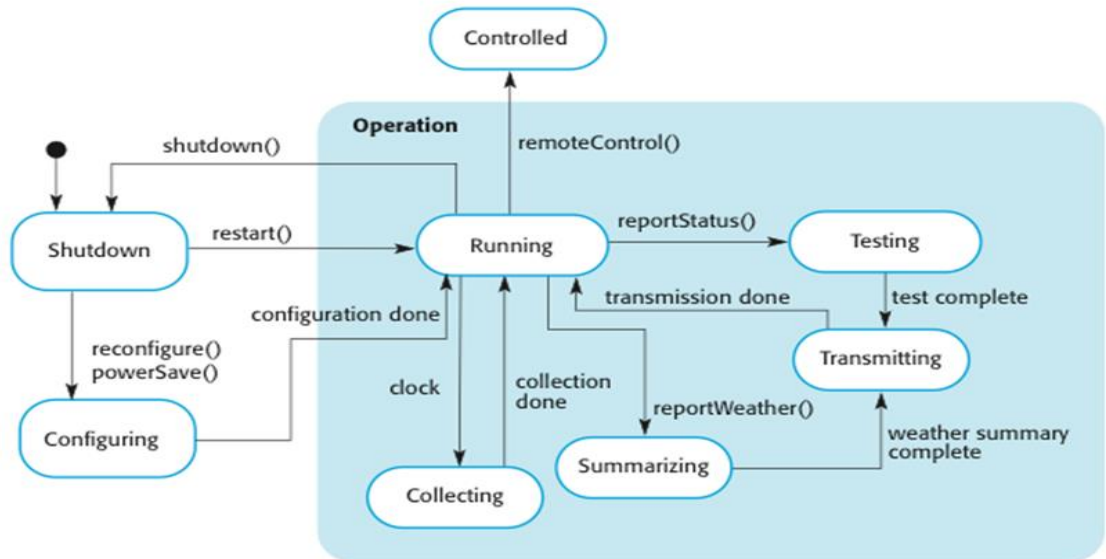 Controlled
Operation
shutdown()
remoteControl()
reportStatus()
Shutdown
restart()
Running
Testing
transmission done
test complete
configuration done
reconfigure()
powerSave()
Transmitting
clock
collection
done
reportWeather()
weather summary
complete
Configuring
Summarizing
Collecting